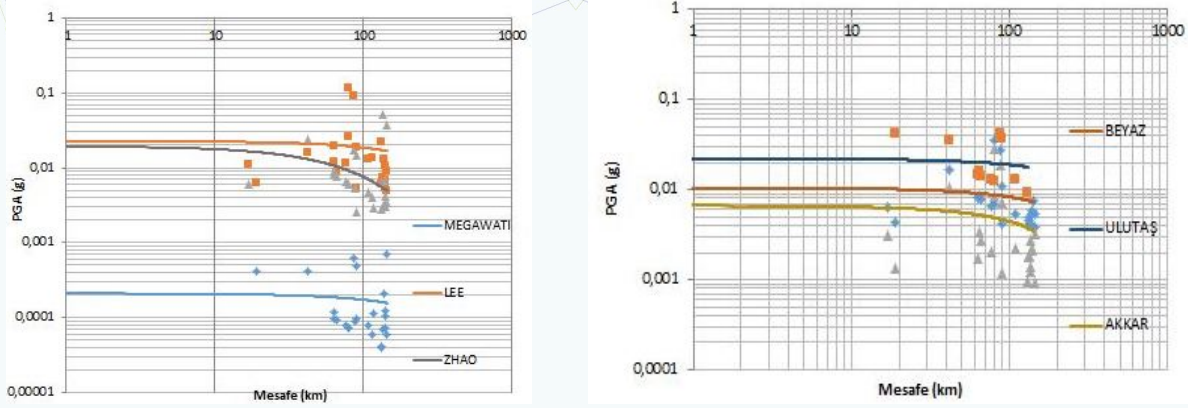 1
1 10 100 1000
0,1
0,01
0,001
0,0001
0,00001
PGA (g)
Mesafe (km)
MEGAWATI
LEE
ZHAO
1
1 10 100 1000
0,1
0,01
0,001
0,0001
PGA (g)
Mesafe (km)
BEYAZ
ULUTAŞ
AKKAR